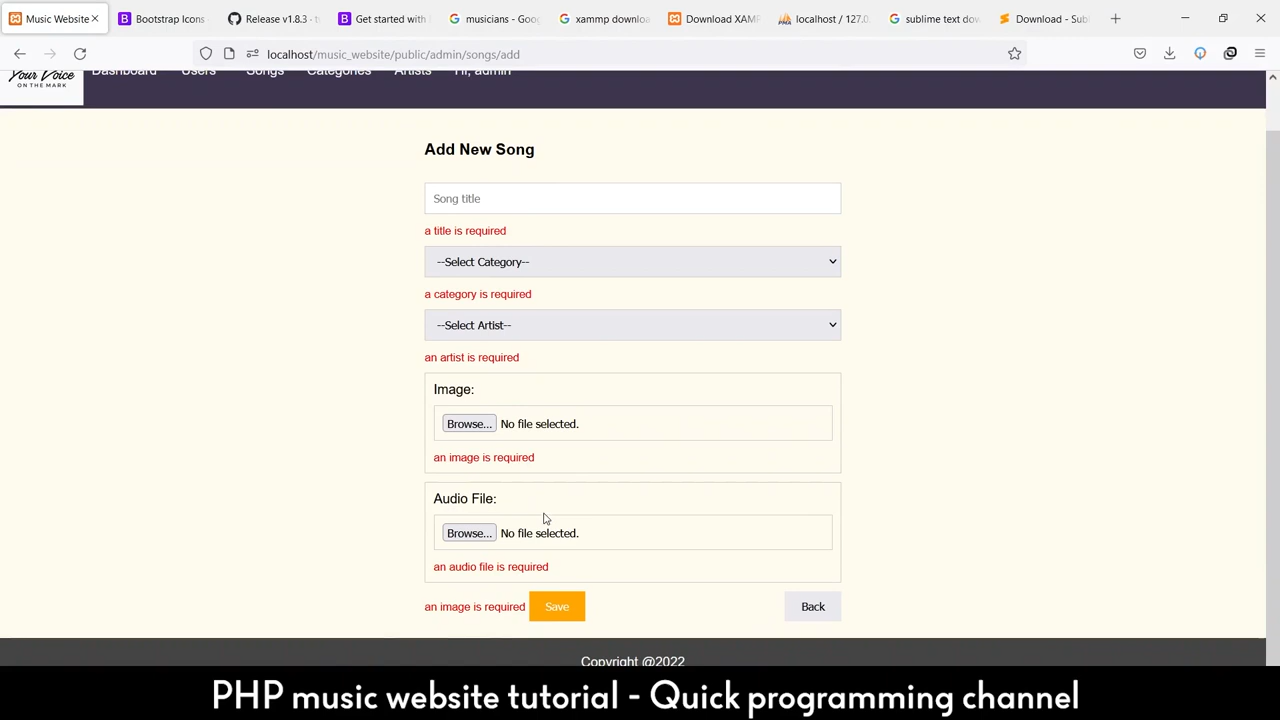 Music Website
Bootstrap Icons
Release v1.8.3 - t
Get started with
musicians - Goo
xammp downlo
Download XAM
localhost / 127.0
sublime text dow
Download - Sub
localhost/music_website/public/admin/songs/add
Your Voice
ON THE MARK
Dashboard Users Songs Categories Artists Hi, admin
Add New Song
Song title
a title is required
--Select Category--
a category is required
--Select Artist--
an artist is required
Image:
Browse... No file selected.
an image is required
Audio File:
Browse... No file selected.
an audio file is required
an image is required Save Back
Copyright @2022
PHP music website tutorial - Quick programming channel